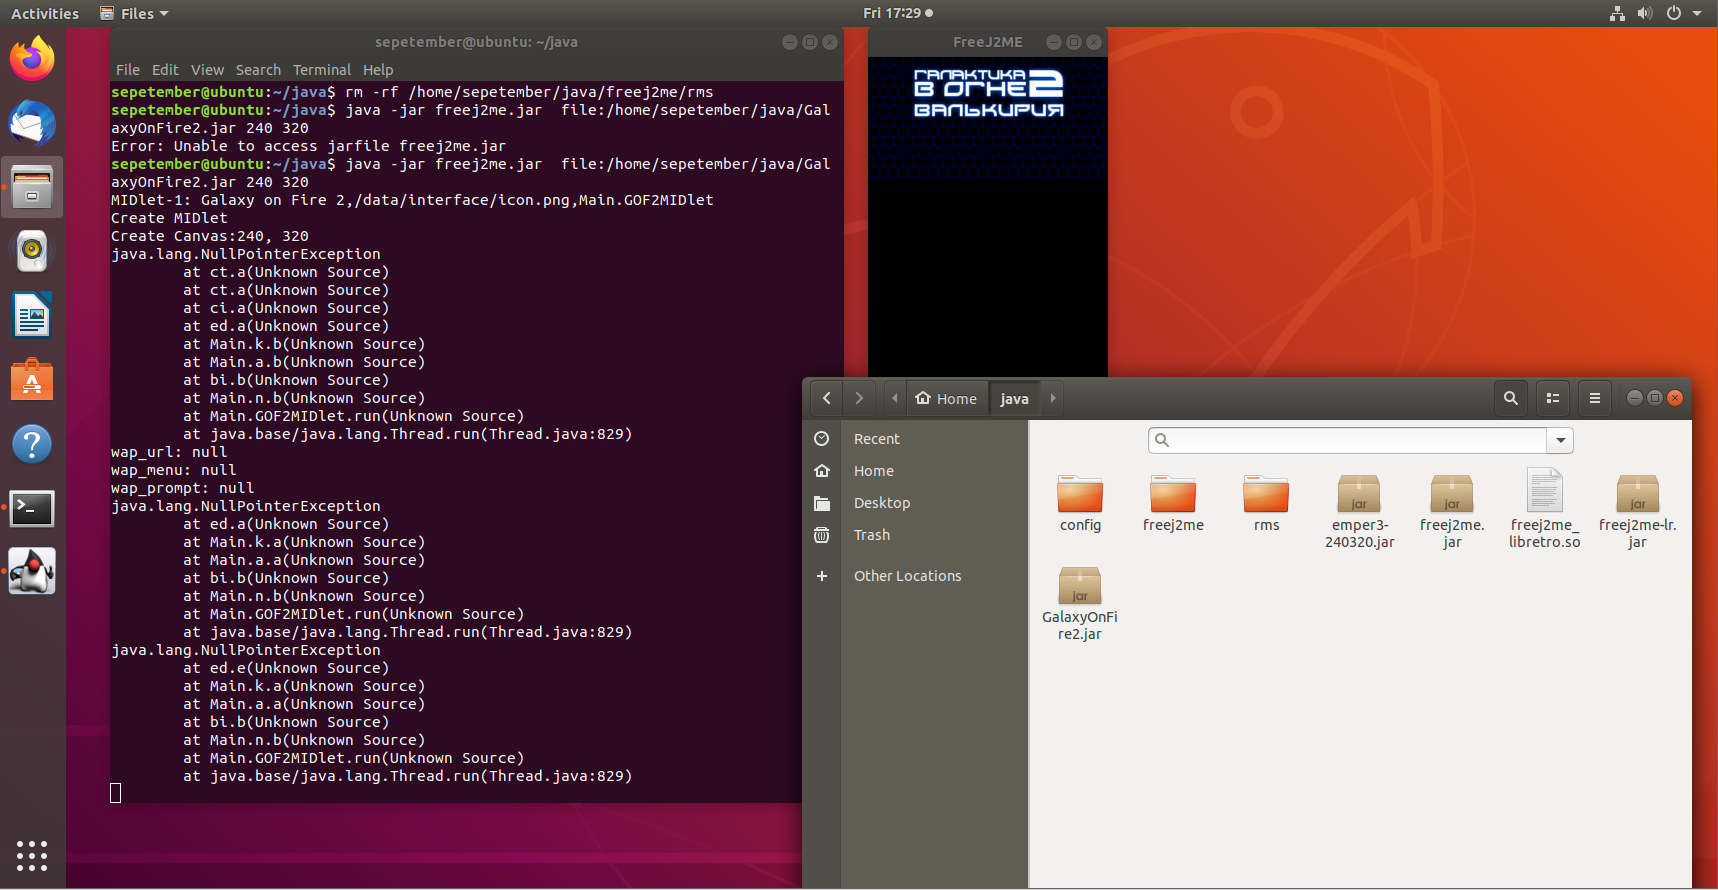 Activities
Files
Fri 17:29
sepetember@ubuntu: ~/java
File Edit View Search Terminal Help
sepetember@ubuntu:~/java$ rm -rf /home/sepetember/java/freej2me/rms
sepetember@ubuntu:~/java$ java -jar freej2me.jar  file:/home/sepetember/java/Gal
axyOnFire2.jar 240 320
Error: Unable to access jarfile freej2me.jar
sepetember@ubuntu:~/java$ java -jar freej2me.jar  file:/home/sepetember/java/Gal
axyOnFire2.jar 240 320
MIDlet-1: Galaxy on Fire 2,/data/interface/icon.png,Main.GOF2MIDlet
Create MIDlet
Create Canvas:240, 320
java.lang.NullPointerException
at ct.a(Unknown Source)
at ct.a(Unknown Source)
at ci.a(Unknown Source)
at ed.a(Unknown Source)
at Main.k.b(Unknown Source)
at Main.a.b(Unknown Source)
at bi.b(Unknown Source)
at Main.n.b(Unknown Source)
at Main.GOF2MIDlet.run(Unknown Source)
at java.base/java.lang.Thread.run(Thread.java:829)
wap_url: null
wap_menu: null
wap_prompt: null
java.lang.NullPointerException
at ed.a(Unknown Source)
at Main.k.a(Unknown Source)
at Main.a.a(Unknown Source)
at bi.b(Unknown Source)
at Main.n.b(Unknown Source)
at Main.GOF2MIDlet.run(Unknown Source)
at java.base/java.lang.Thread.run(Thread.java:829)
java.lang.NullPointerException
at ed.e(Unknown Source)
at Main.k.a(Unknown Source)
at Main.a.a(Unknown Source)
at bi.b(Unknown Source)
at Main.n.b(Unknown Source)
at Main.GOF2MIDlet.run(Unknown Source)
at java.base/java.lang.Thread.run(Thread.java:829)
FreeJ2ME
ГАЛАКТИКА
В ОГНЕ 2
ВАЛЬКИРИЯ
Home
java
Recent
Home
Desktop
Trash
Other Locations
config
freej2me
rms
jar
emper3-
240320.jar
jar
freej2me.
jar
freej2me_
libretro.so
jar
freej2me-lr.
jar
jar
GalaxyOnFi
re2.jar